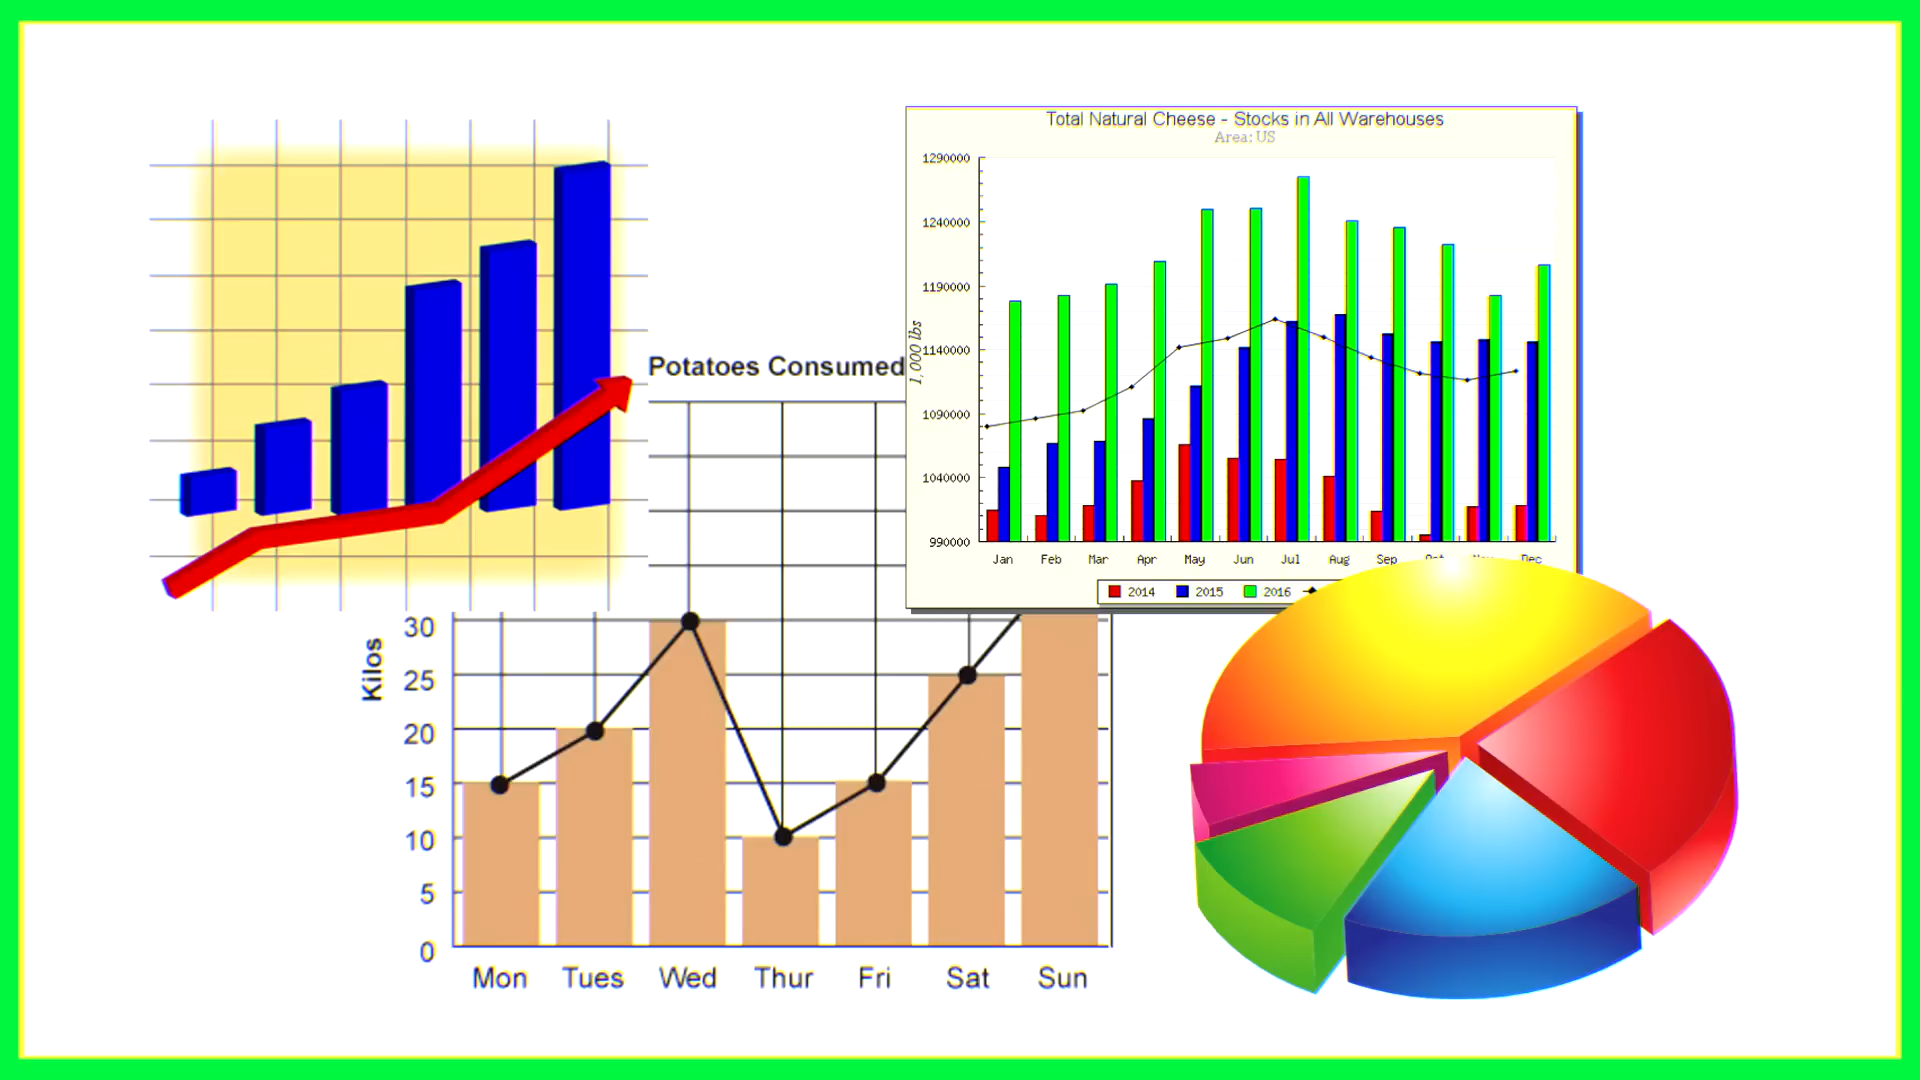 Total Natural Cheese - Stocks in All Warehouses
Area: US
1290000
1240000
1190000
1140000
1090000
1040000
990000
1,000 lbs
Jan Feb Mar Apr May Jun Jul Aug Sep Oct Nov Dec
2014 2015 2016
Potatoes Consumed
Kilos
30
25
20
15
10
5
0
Mon Tues Wed Thur Fri Sat Sun